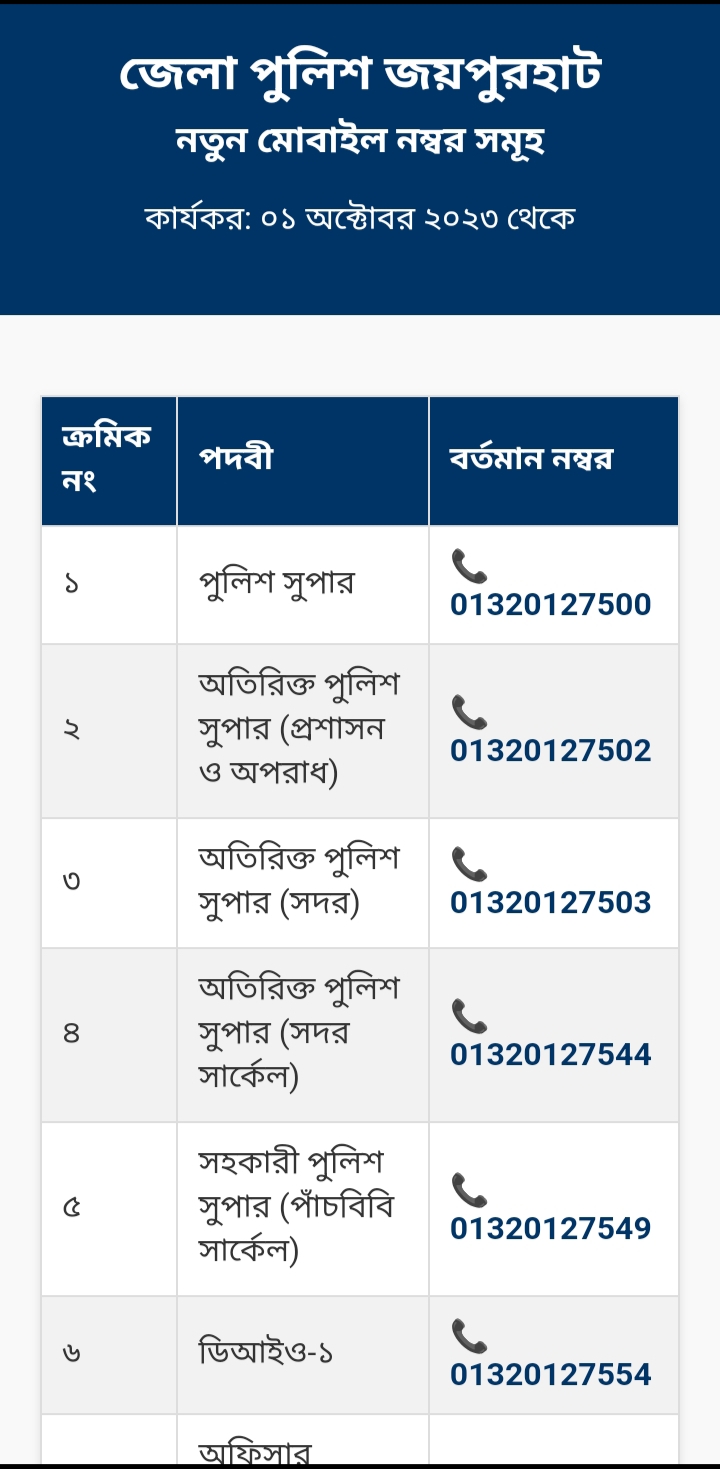 জেলা পুলিশ জয়পুরহাট
নতুন মোবাইল নম্বর সমূহ
কার্যকর: ০১ অক্টোবর ২০২৩ থেকে
ক্রমিক নং
পদবী
বর্তমান নম্বর
১
পুলিশ সুপার
📞
01320127500
২
অতিরিক্ত পুলিশ
সুপার (প্রশাসন
ও অপরাধ)
📞
01320127502
৩
অতিরিক্ত পুলিশ
সুপার (সদর)
📞
01320127503
৪
অতিরিক্ত পুলিশ
সুপার (সদর
সার্কেল)
📞
01320127544
৫
সহকারী পুলিশ
সুপার (পাঁচবিবি
সার্কেল)
📞
01320127549
৬
ডিআইও-১
📞
01320127554
অফিসার